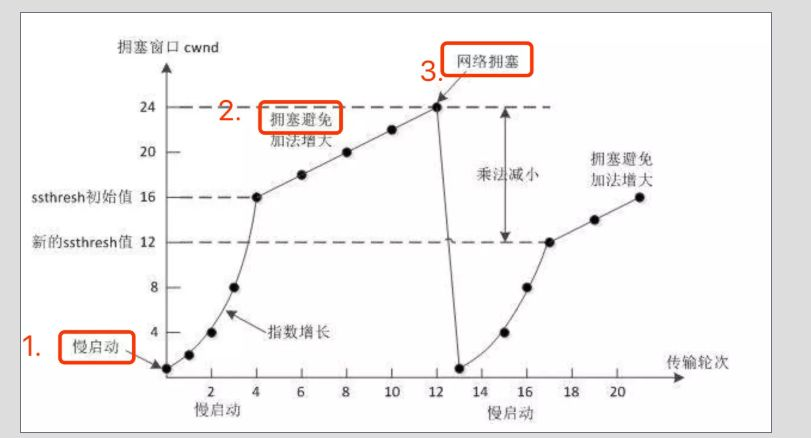 拥塞窗口 cwnd
3.
网络拥塞
24
2.
拥塞避免
加法增大
20
拥塞避免
加法增大
乘法减小
ssthresh初始值 16
新的ssthresh值 12
8
4
指数增长
1.
慢启动
传输轮次
2 4 6 8 10 12 14 16 18 20
慢启动
慢启动